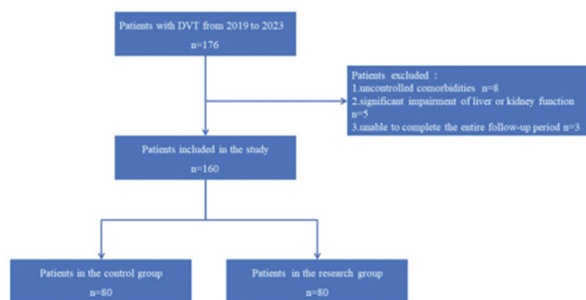 Patients with DVT from 2019 to 2023
n=176
Patients excluded :
1.uncontrolled comorbidities n=8
2.significant impairment of liver or kidney function
n=5
3.unable to complete the entire follow-up period n=3
Patients included in the study
n=160
Patients in the control group
n=80
Patients in the research group
n=80